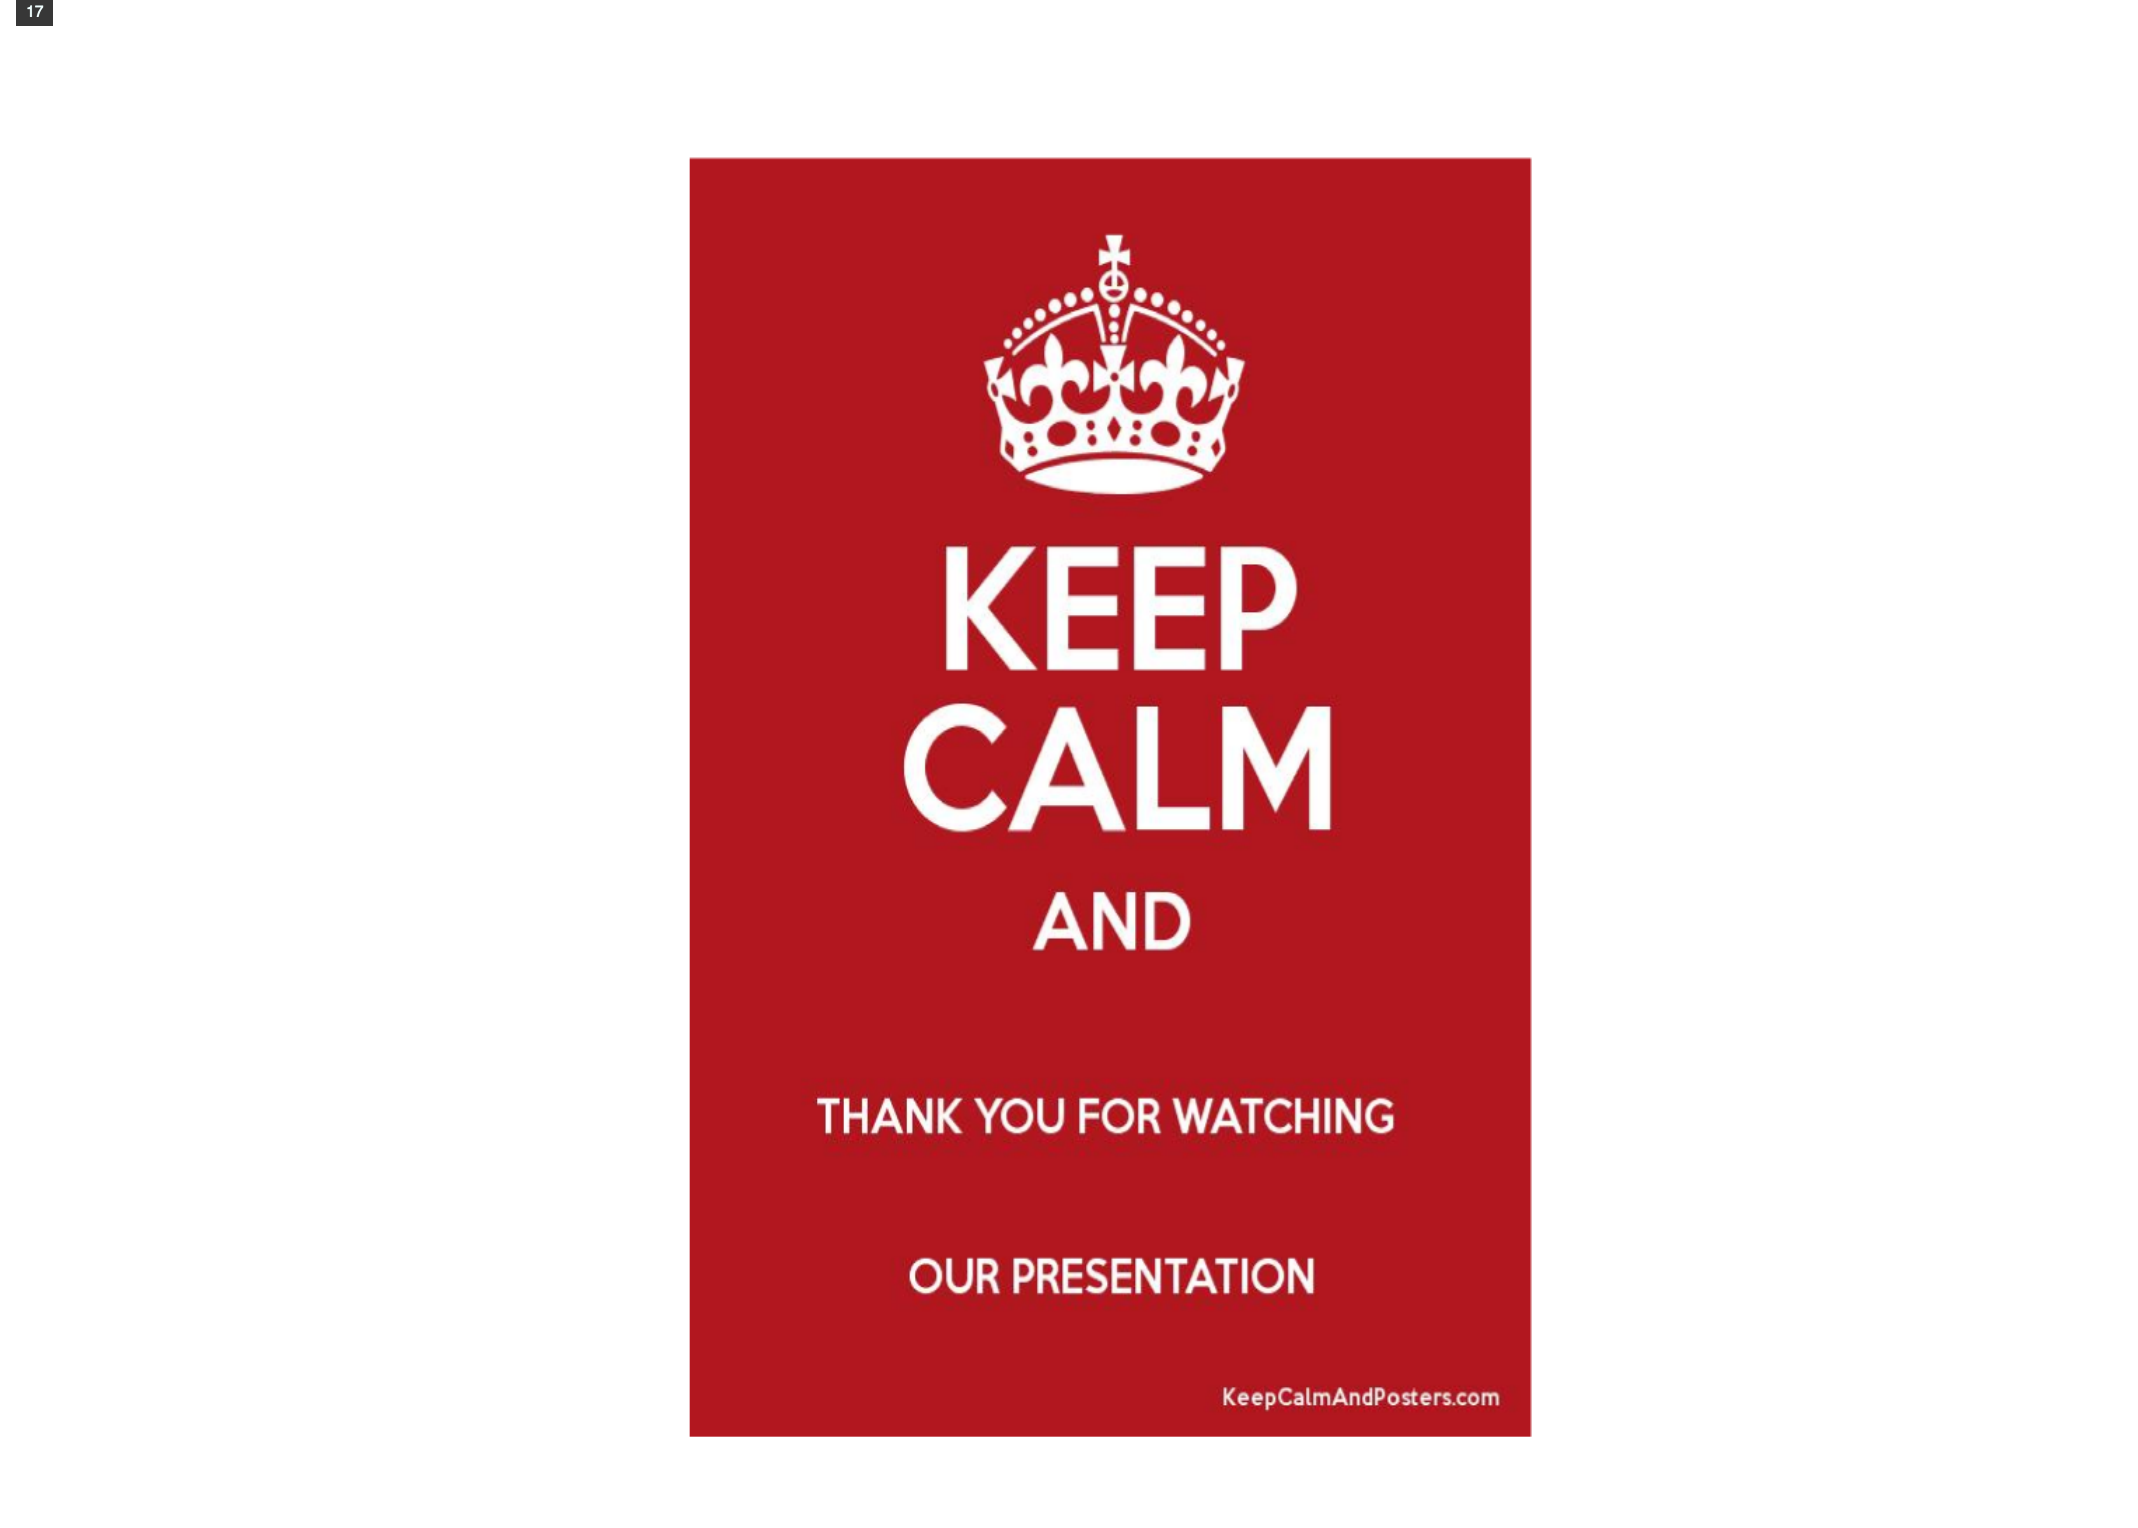 17
KEEP
CALM
AND
THANK YOU FOR WATCHING
OUR PRESENTATION
KeepCalmAndPosters.com